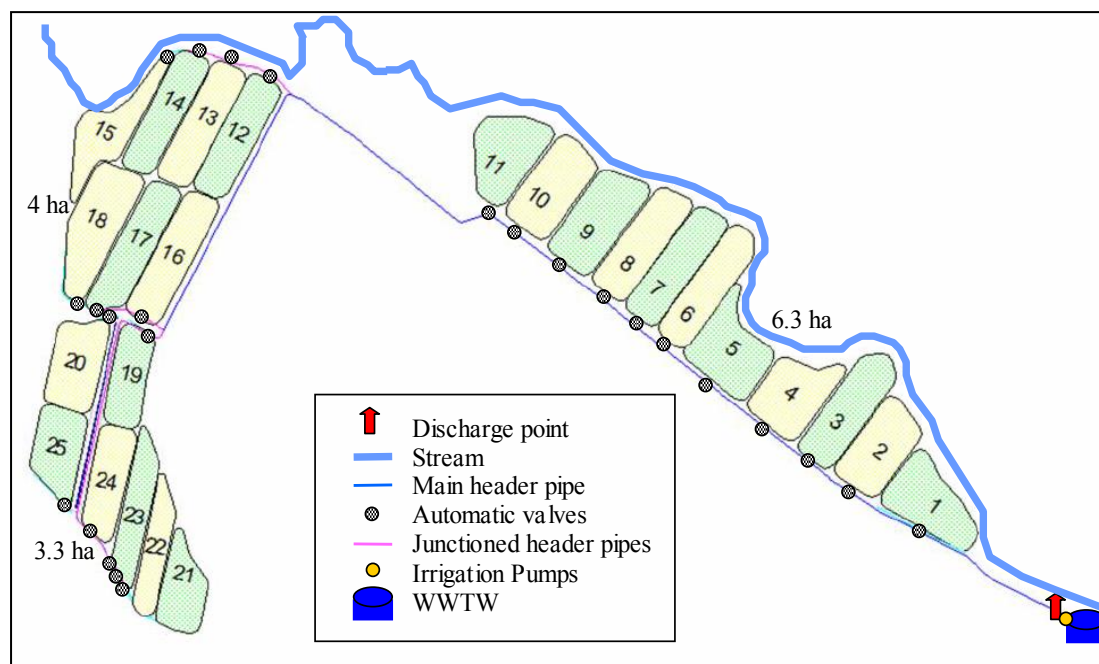 14
13
12
15
11
10
4 ha
18
17
16
9
8
7
6
5
6.3 ha
20
19
4
3
2
25
24
1
23
22
21
3.3 ha
Discharge point
Stream
Main header pipe
Automatic valves
Junctioned header pipes
Irrigation Pumps
WWTW